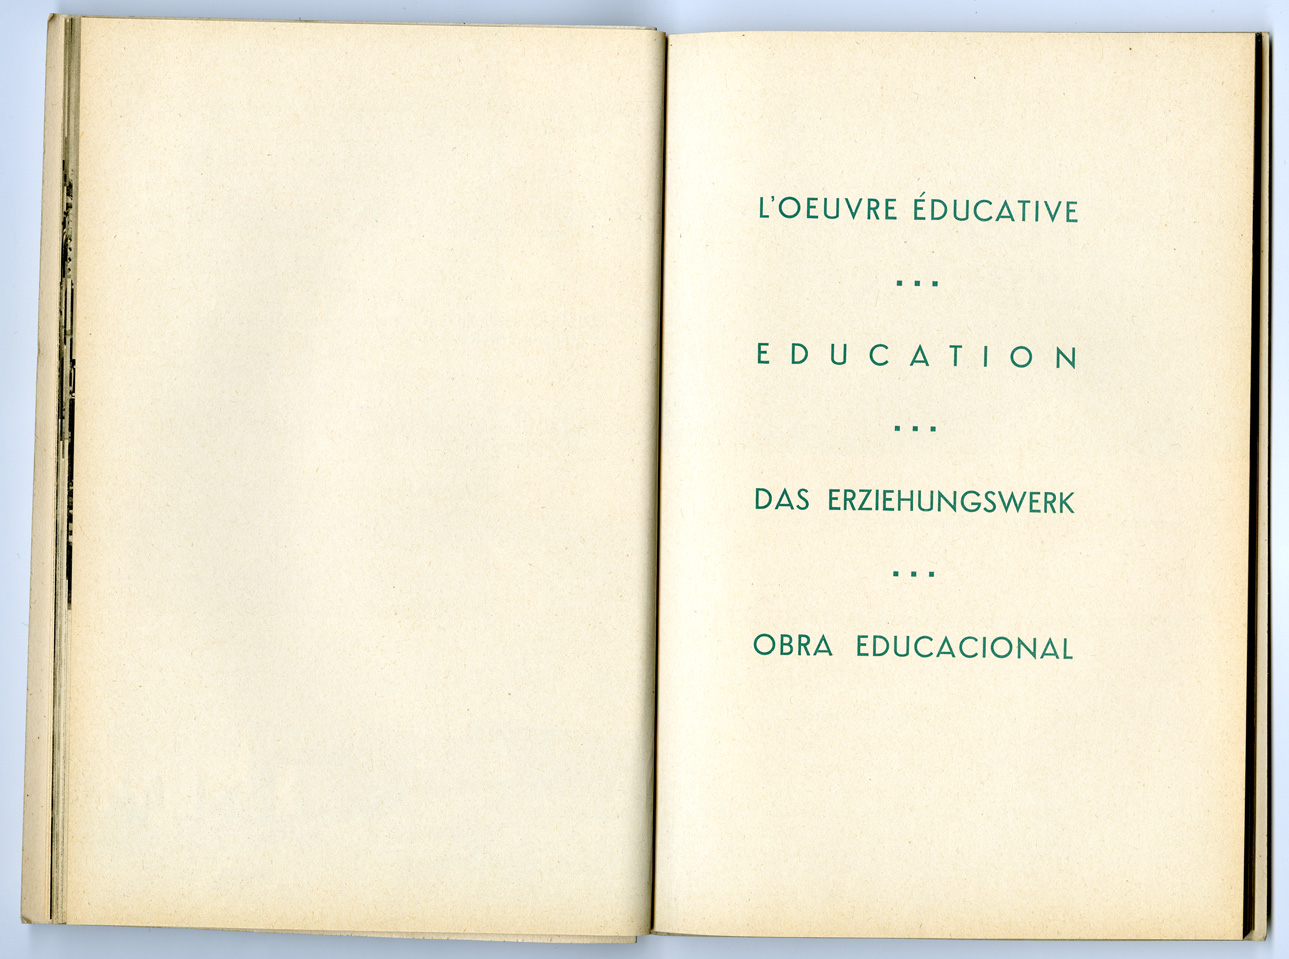 L'OEUVRE ÉDUCATIVE
EDUCATION
DAS ERZIEHUNGSWERK
OBRA EDUCACIONAL